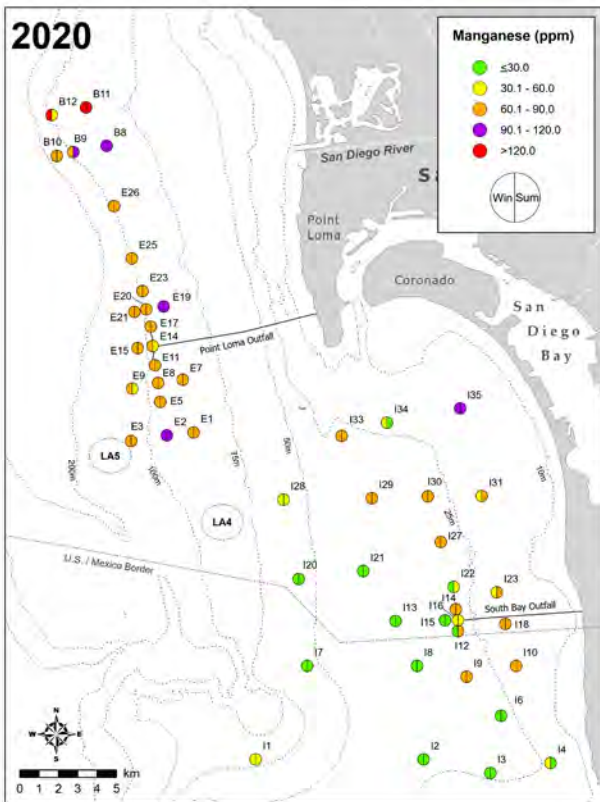 2020
Manganese (ppm)
≤30.0
30.1 - 60.0
60.1 - 90.0
90.1 - 120.0
>120.0
Win Sum
B12
B11
B10
B9
B8
San Diego River
Sa
Point
Loma
Coronado
San
Diego
Bay
E26
E25
E23
E20
E19
E21
E17
E14
Point Loma Outfall
E15
E11
E9
E8
E7
E5
E3
E2
E1
LA5
LA4
200m
100m
75m
50m
25m
10m
I35
I34
I33
I31
I30
I29
I28
I27
U.S. / Mexico Border
I20
I21
I22
I23
I14
I16
South Bay Outfall
I13
I15
I18
I12
I7
I8
I9
I10
I6
I1
I2
I3
I4
N
W E
S
0 1 2 3 4 5
km